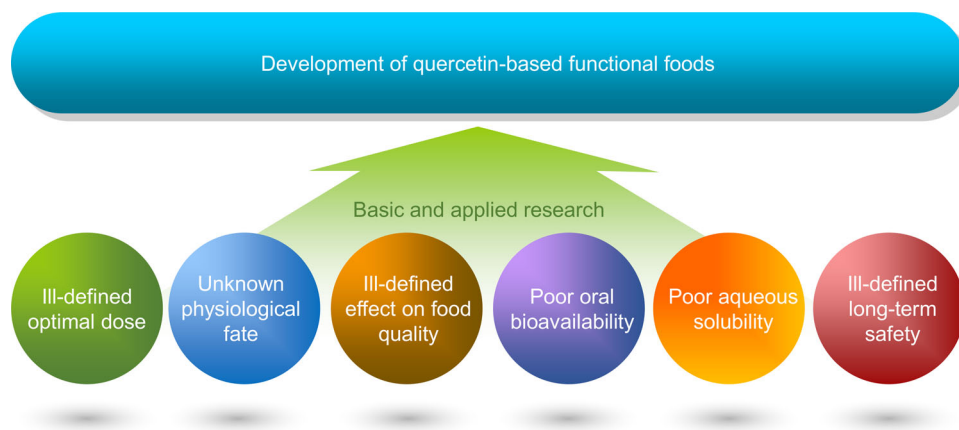 Development of quercetin-based functional foods
Basic and applied research
Ill-defined
optimal dose
Unknown
physiological
fate
Ill-defined
effect on food
quality
Poor oral
bioavailability
Poor aqueous
solubility
Ill-defined
long-term
safety